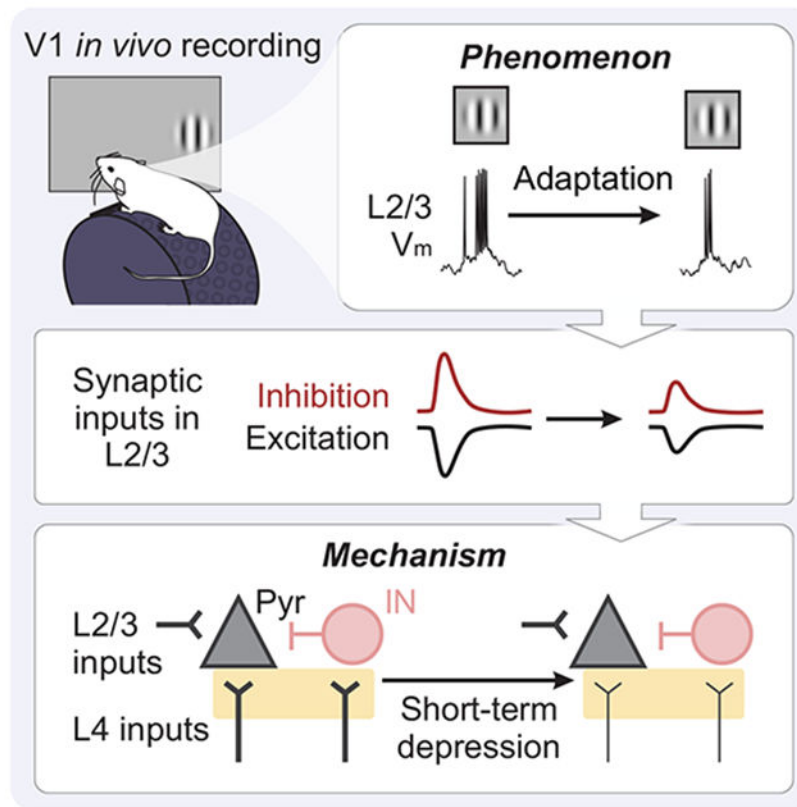 V1 in vivo recording
Phenomenon
Adaptation
L2/3
Vm
Synaptic
inputs in
L2/3
Inhibition
Excitation
Mechanism
L2/3
inputs
Pyr
IN
L4 inputs
Short-term
depression